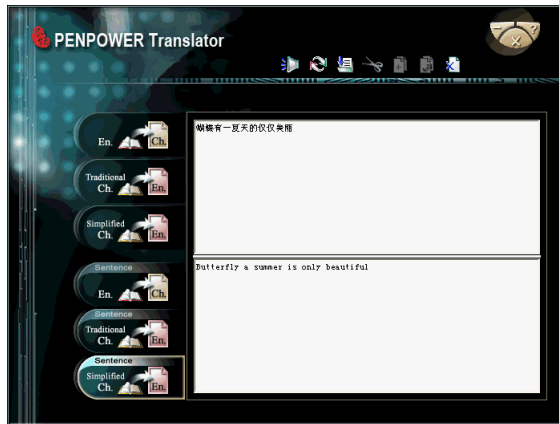 PENPOWER Translator
En. Ch.
Traditional
Ch. En.
Simplified
Ch. En.
Sentence
En. Ch.
Sentence
Traditional
Ch. En.
Sentence
Simplified
Ch. En.
蝴蝶有一夏天的仅仅美丽
Butterfly a summer is only beautiful